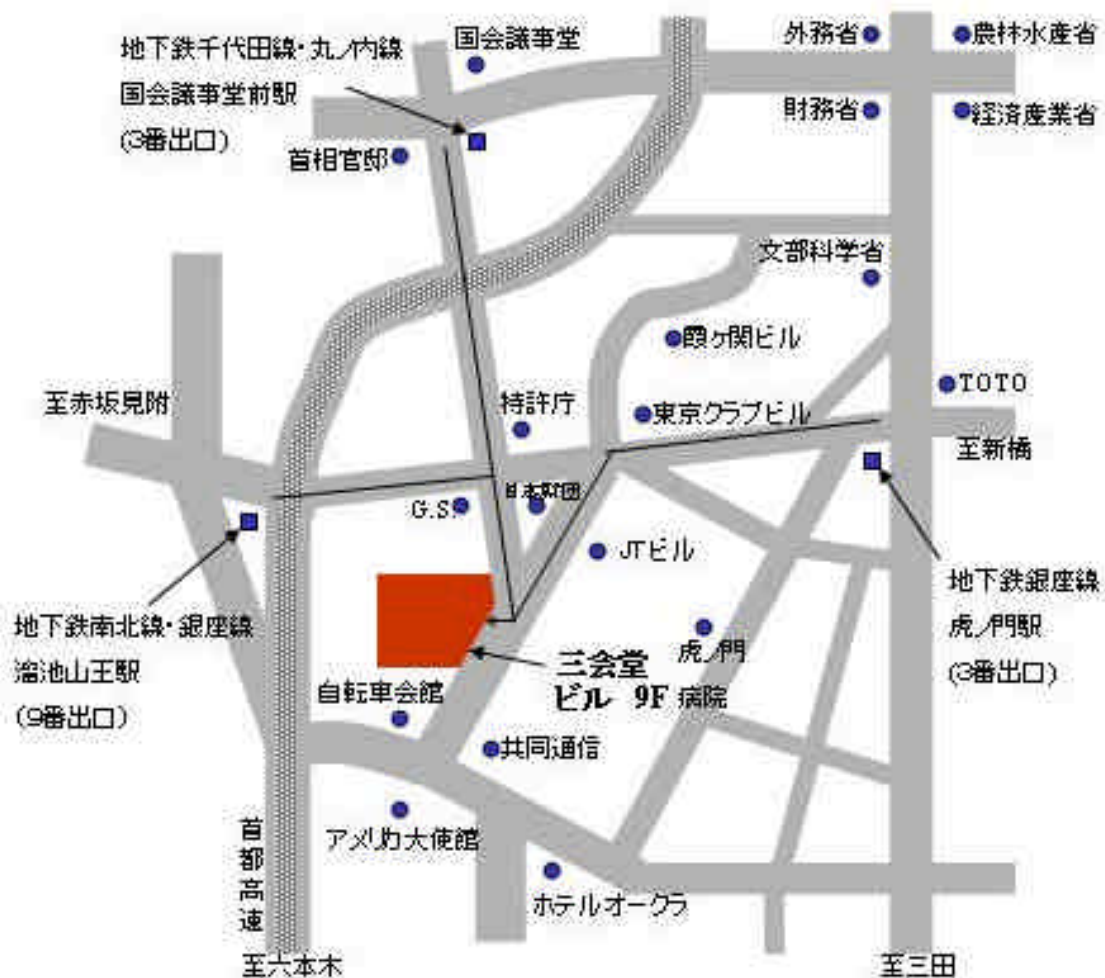 地下鉄千代田線・丸ノ内線
国会議事堂前駅
(3番出口)
国会議事堂
外務省
農林水産省
財務省
経済産業省
首相官邸
文部科学省
霞ヶ関ビル
TOTO
至赤坂見附
特許庁
東京クラブビル
至新橋
G.S.
日本財団
JTビル
地下鉄銀座線
虎ノ門駅
(3番出口)
地下鉄南北線・銀座線
溜池山王駅
(9番出口)
三会堂
ビル 9F
虎ノ門
病院
自転車会館
共同通信
アメリカ大使館
首都高速
ホテルオークラ
至六本木
至三田